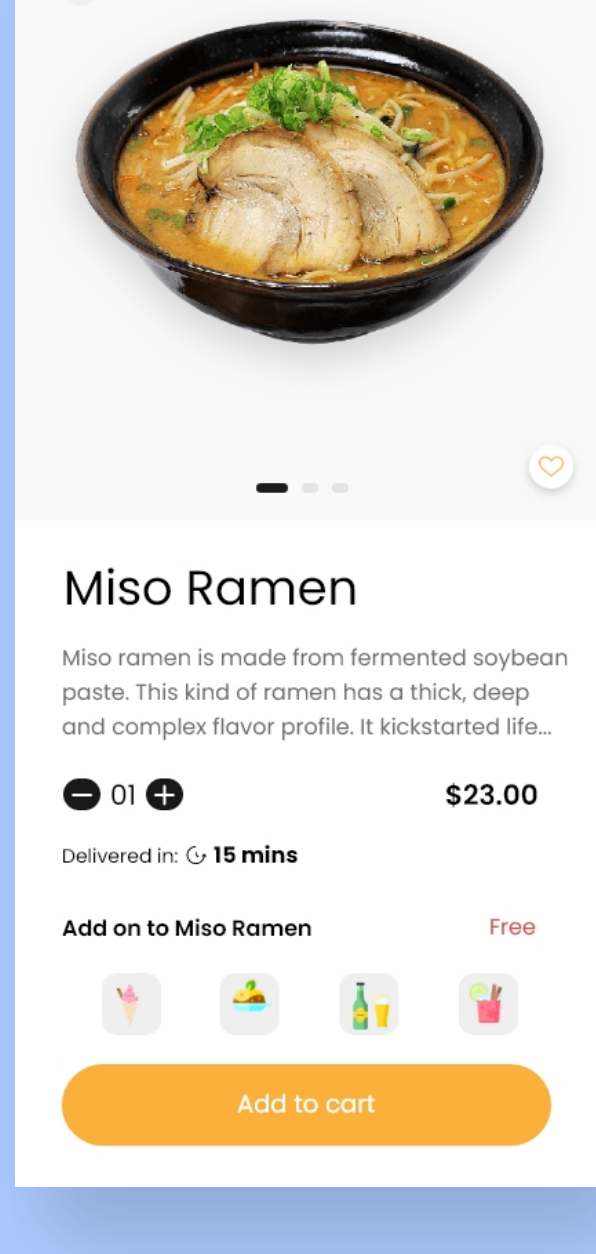 Miso Ramen
Miso ramen is made from fermented soybean
paste. This kind of ramen has a thick, deep
and complex flavor profile. It kickstarted life...
01 $23.00
Delivered in: 15 mins
Add on to Miso Ramen Free
Add to cart